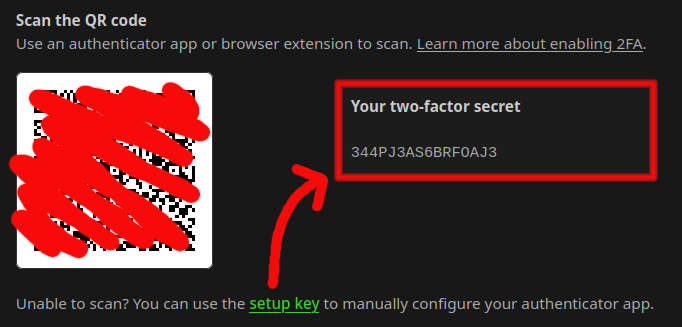 Scan the QR code
Use an authenticator app or browser extension to scan. Learn more about enabling 2FA.
Your two-factor secret
344PJ3AS6BRF0AJ3
Unable to scan? You can use the setup key to manually configure your authenticator app.